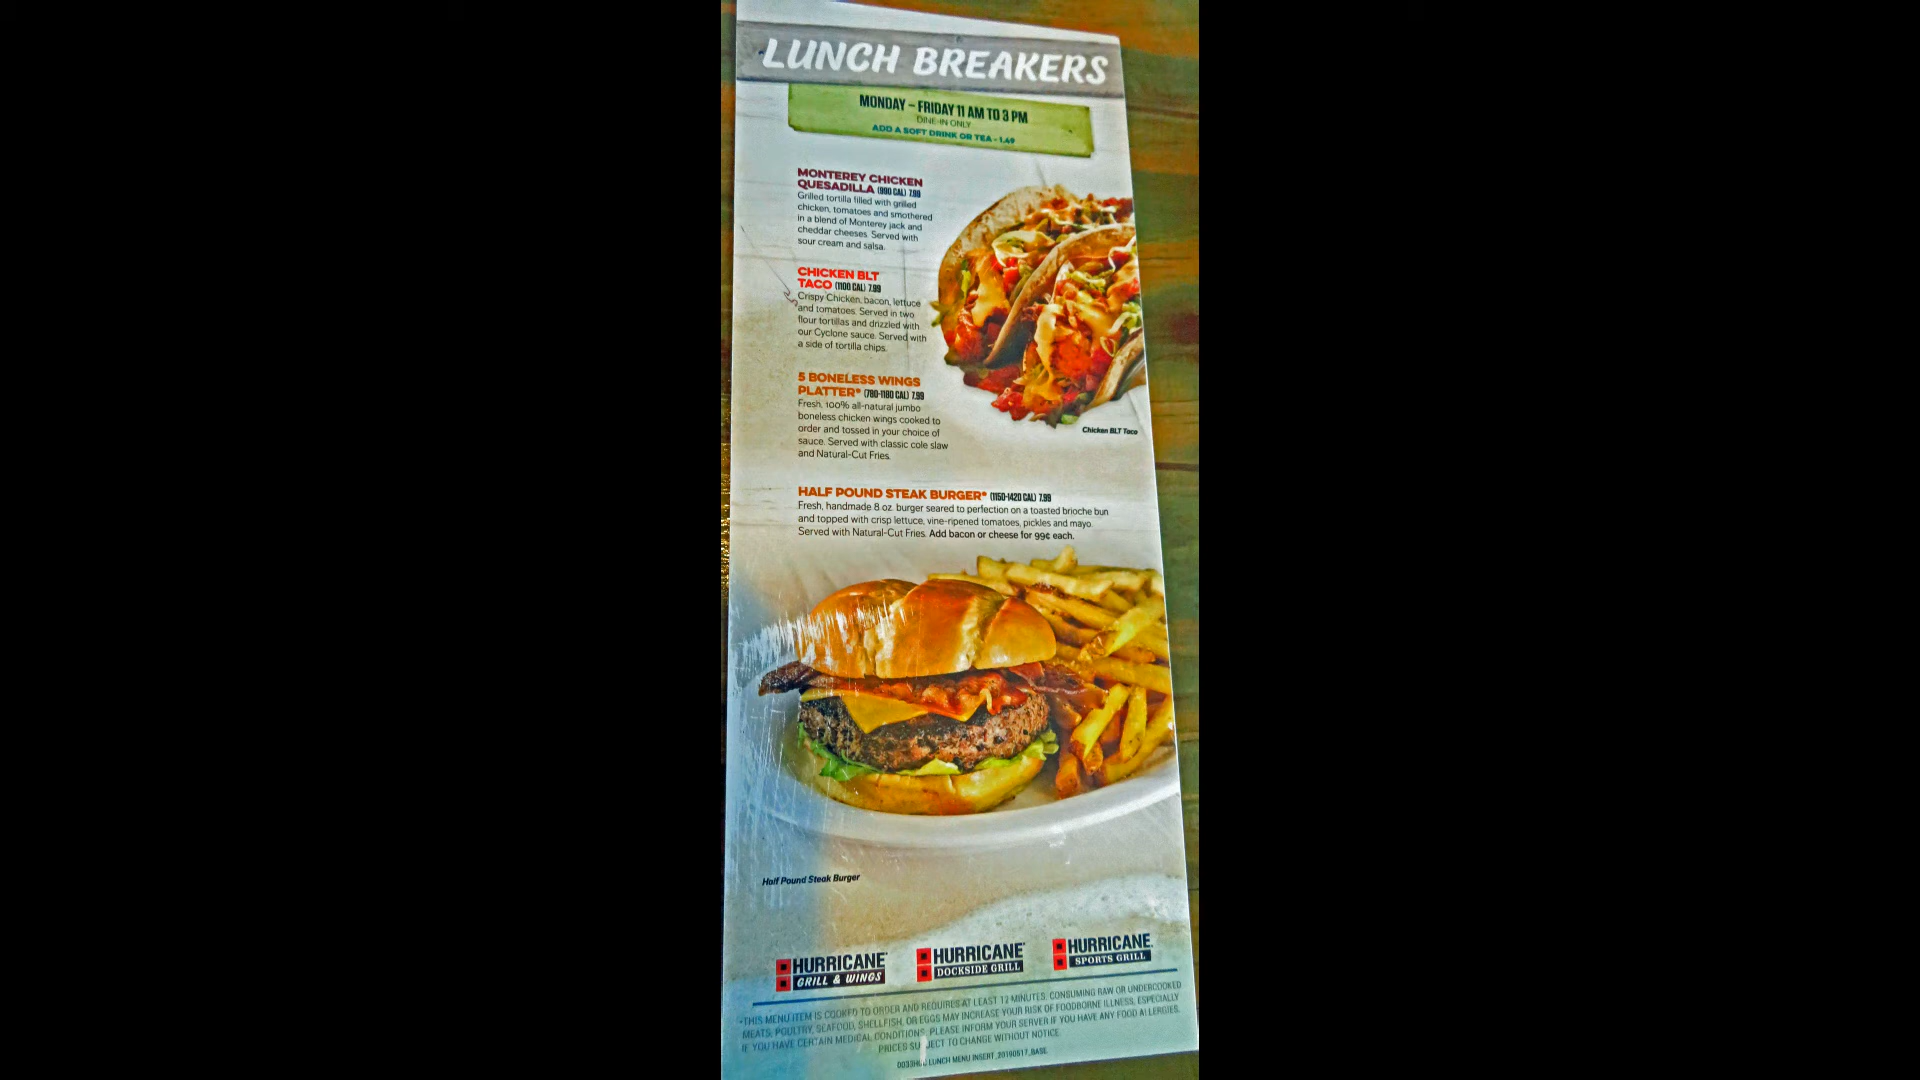 LUNCH BREAKERS
MONDAY – FRIDAY 11 AM TO 3 PM
DINE-IN ONLY
ADD A SOFT DRINK OR TEA - 1.49
MONTEREY CHICKEN
QUESADILLA (990 CAL) 7.99
Grilled tortilla filled with grilled
chicken, tomatoes and smothered
in a blend of Monterey jack and
cheddar cheeses. Served with
sour cream and salsa.
CHICKEN BLT
TACO (1100 CAL) 7.99
Crispy Chicken, bacon, lettuce
and tomatoes. Served in two
flour tortillas and drizzled with
our Cyclone sauce. Served with
a side of tortilla chips.
5 BONELESS WINGS
PLATTER* (780-1180 CAL) 7.99
Fresh, 100% all-natural jumbo
boneless chicken wings cooked to
order and tossed in your choice of
sauce. Served with classic cole slaw
and Natural-Cut Fries.
Chicken BLT Taco
HALF POUND STEAK BURGER* (1150-1420 CAL) 7.99
Fresh, handmade 8 oz. burger seared to perfection on a toasted brioche bun
and topped with crisp lettuce, vine-ripened tomatoes, pickles and mayo.
Served with Natural-Cut Fries. Add bacon or cheese for 99¢ each.
Half Pound Steak Burger
HURRICANE
GRILL & WINGS
HURRICANE
DOCKSIDE GRILL
HURRICANE
SPORTS GRILL
*THIS MENU ITEM IS COOKED TO ORDER AND REQUIRES AT LEAST 12 MINUTES. CONSUMING RAW OR UNDERCOOKED
MEATS, POULTRY, SEAFOOD, SHELLFISH, OR EGGS MAY INCREASE YOUR RISK OF FOODBORNE ILLNESS, ESPECIALLY
IF YOU HAVE CERTAIN MEDICAL CONDITIONS. PLEASE INFORM YOUR SERVER IF YOU HAVE ANY FOOD ALLERGIES.
PRICES SUBJECT TO CHANGE WITHOUT NOTICE.
LUNCH MENU INSERT_20190517_BASE